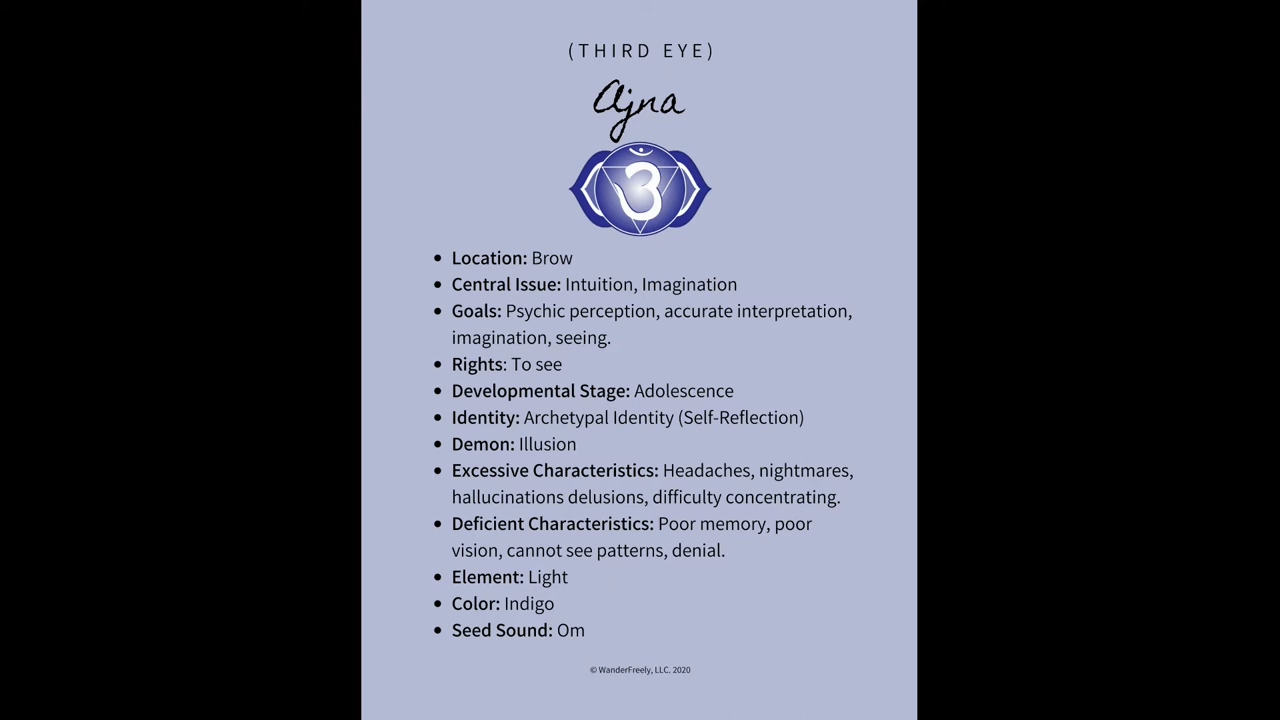 (THIRD EYE)
Ajna
ॐ
• Location: Brow
• Central Issue: Intuition, Imagination
• Goals: Psychic perception, accurate interpretation,
imagination, seeing.
• Rights: To see
• Developmental Stage: Adolescence
• Identity: Archetypal Identity (Self-Reflection)
• Demon: Illusion
• Excessive Characteristics: Headaches, nightmares,
hallucinations delusions, difficulty concentrating.
• Deficient Characteristics: Poor memory, poor
vision, cannot see patterns, denial.
• Element: Light
• Color: Indigo
• Seed Sound: Om
© WanderFreely, LLC. 2020